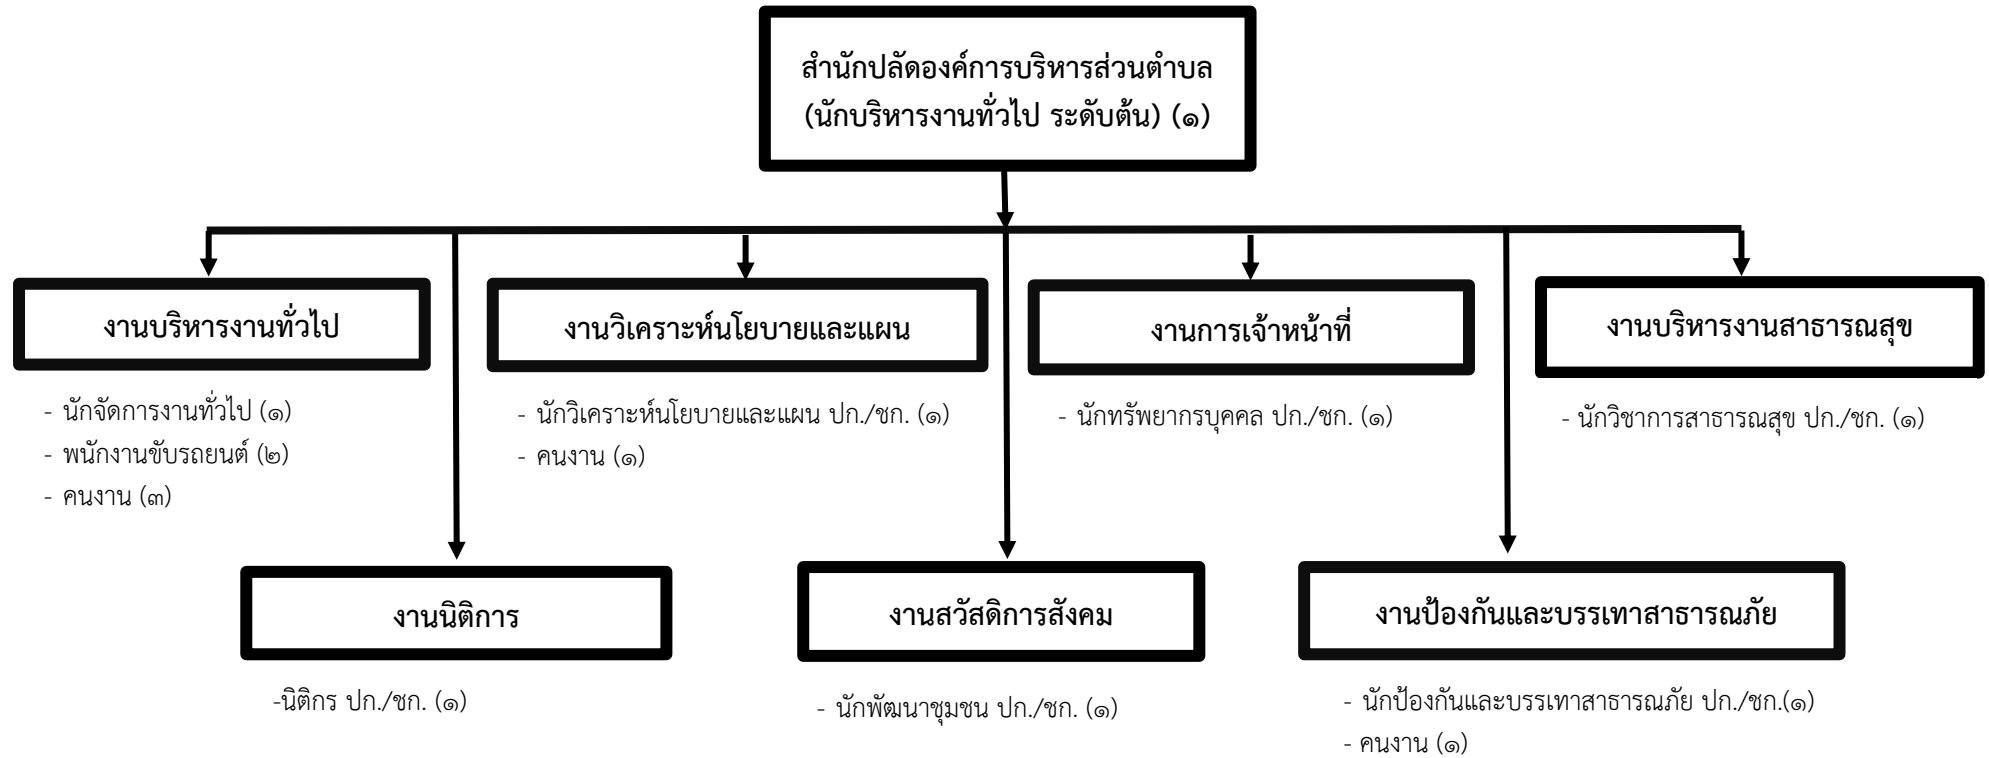 สำนักปลัดองค์การบริหารส่วนตำบล
(นักบริหารงานทั่วไป ระดับต้น) (๑)
งานบริหารงานทั่วไป
- นักจัดการงานทั่วไป (๑)
- พนักงานขับรถยนต์ (๒)
- คนงาน (๓)
งานวิเคราะห์นโยบายและแผน
- นักวิเคราะห์นโยบายและแผน ปก./ชก. (๑)
- คนงาน (๑)
งานการเจ้าหน้าที่
- นักทรัพยากรบุคคล ปก./ชก. (๑)
งานบริหารงานสาธารณสุข
- นักวิชาการสาธารณสุข ปก./ชก. (๑)
งานนิติการ
-นิติกร ปก./ชก. (๑)
งานสวัสดิการสังคม
- นักพัฒนาชุมชน ปก./ชก. (๑)
งานป้องกันและบรรเทาสาธารณภัย
- นักป้องกันและบรรเทาสาธารณภัย ปก./ชก.(๑)
- คนงาน (๑)